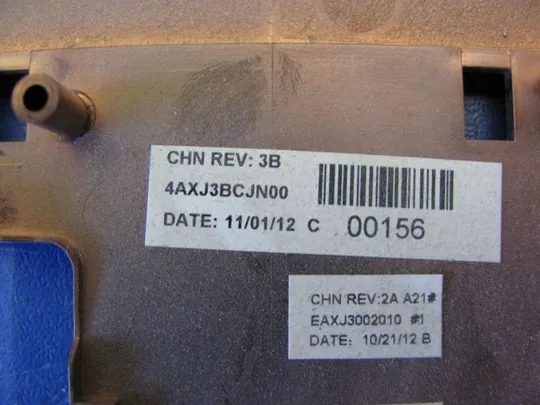 CHN REV: 3B
4AXJ3BCJN00
DATE: 11/01/12 C 00156
CHN REV:2A A21#
EAXJ3002010 #1
DATE: 10/21/12 B